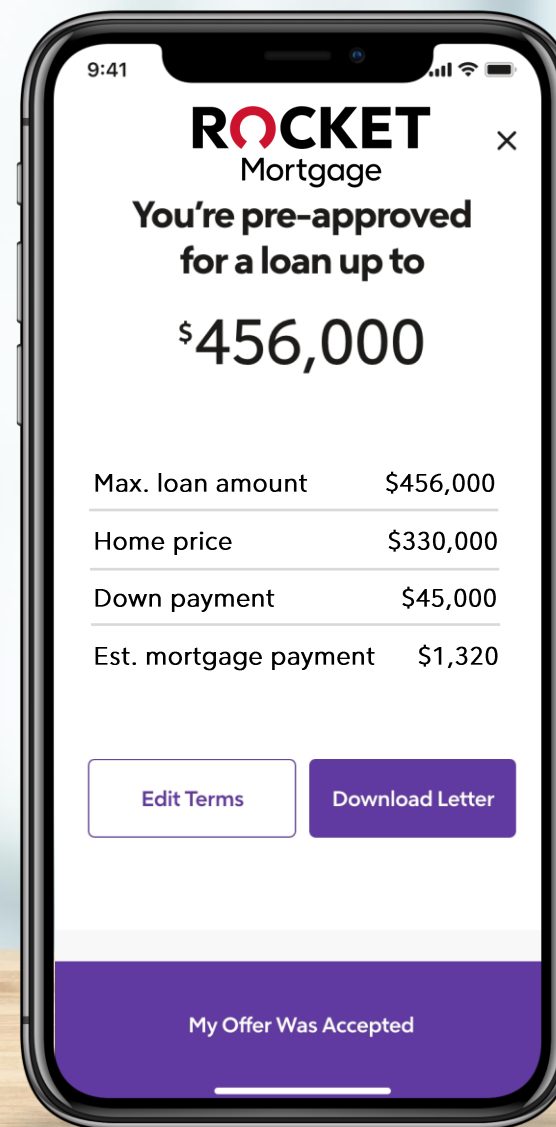 9:41
ROCKET
Mortgage
You're pre-approved
for a loan up to
$456,000
Max. loan amount $456,000
Home price $330,000
Down payment $45,000
Est. mortgage payment $1,320
Edit Terms
Download Letter
My Offer Was Accepted